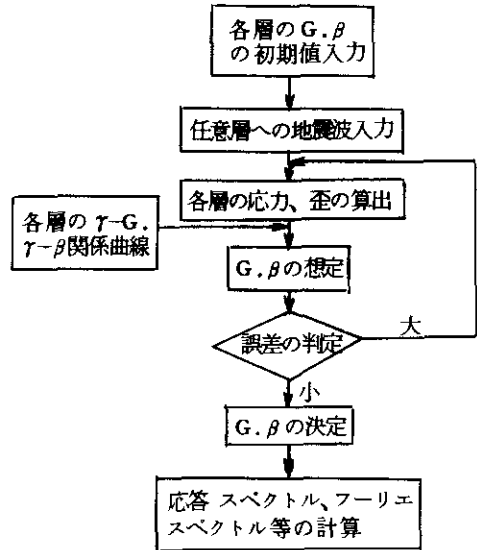 各層のG.β
の初期値入力
任意層への地震波入力
各層の応力、歪の算出
各層のγ-G.
γ-β関係曲線
G.βの想定
誤差の判定
大
小
G.βの決定
応答 スペクトル、フーリエ
スペクトル等の計算